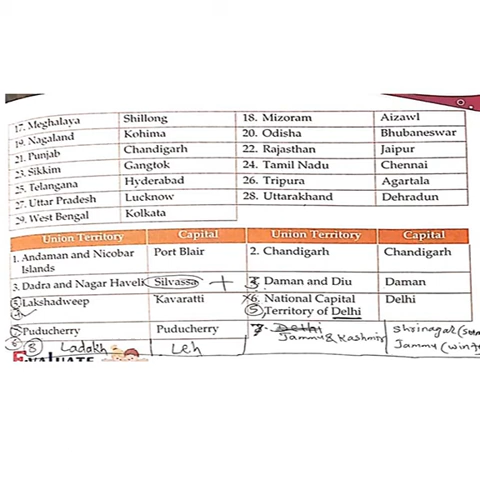 17. Meghalaya Shillong 18. Mizoram Aizawl
19. Nagaland Kohima 20. Odisha Bhubaneswar
21. Punjab Chandigarh 22. Rajasthan Jaipur
23. Sikkim Gangtok 24. Tamil Nadu Chennai
25. Telangana Hyderabad 26. Tripura Agartala
27. Uttar Pradesh Lucknow 28. Uttarakhand Dehradun
29. West Bengal Kolkata
Union Territory Capital Union Territory Capital
1. Andaman and Nicobar Port Blair 2. Chandigarh Chandigarh
Islands
3. Dadra and Nagar Haveli Silvassa + Daman and Diu Daman
Lakshadweep Kavaratti 6. National Capital Delhi
5 Territory of Delhi
Puducherry Puducherry 7. Delhi Shrinagar
Jammu & Kashmir
8 Ladakh Leh Jammu
EVALUATE